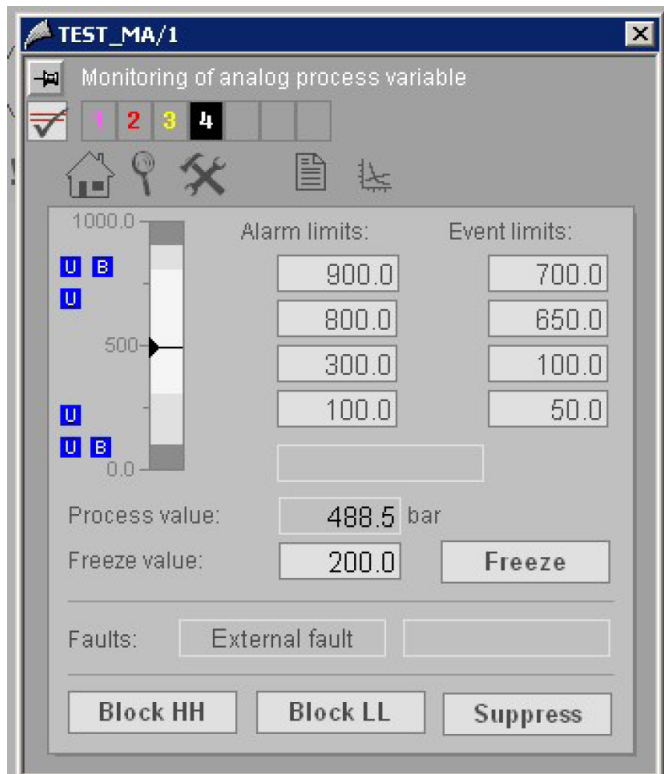 TEST_MA/1
Monitoring of analog process variable
1 2 3 4
1000.0 Alarm limits: Event limits:
U B 900.0 700.0
U 800.0 650.0
500 300.0 100.0
U 100.0 50.0
U B
0.0
Process value: 488.5 bar
Freeze value: 200.0 Freeze
Faults: External fault
Block HH Block LL Suppress